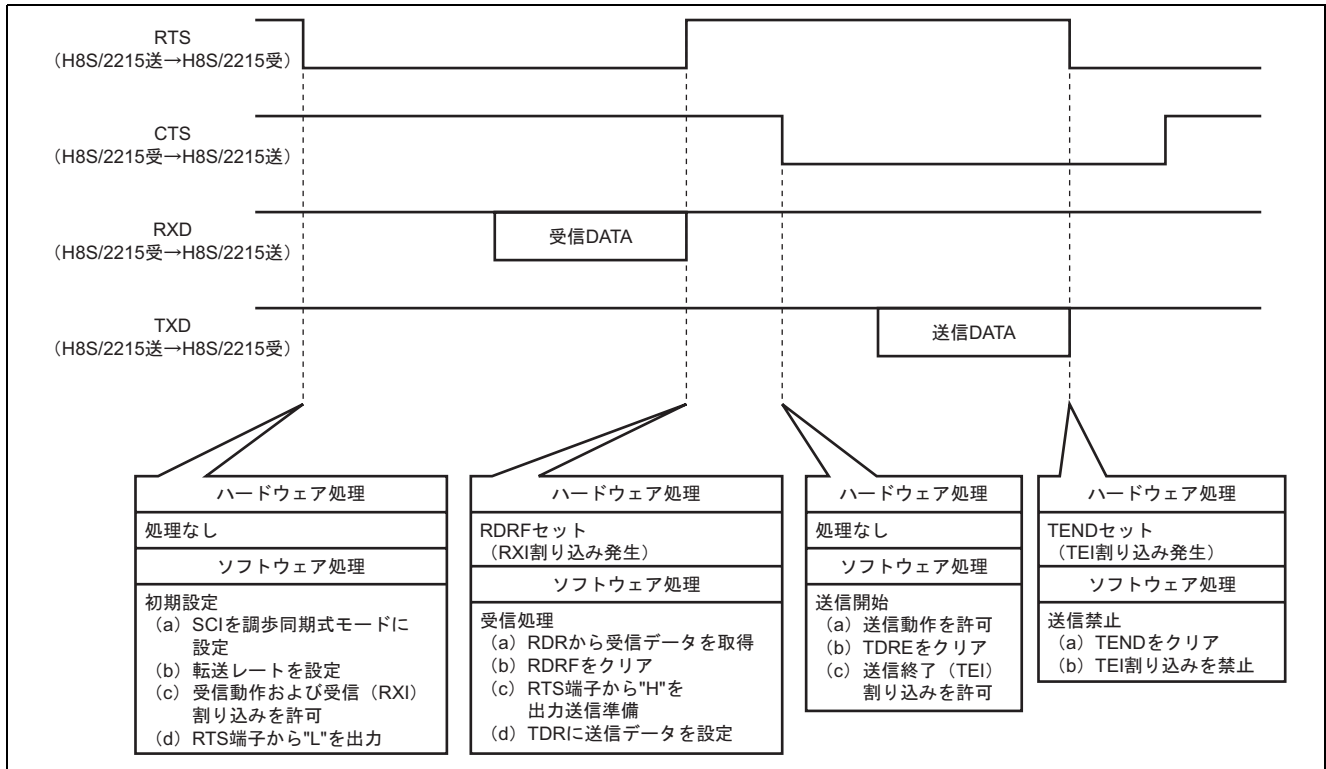 RTS
（H8S/2215送→H8S/2215受）
CTS
（H8S/2215受→H8S/2215送）
RXD
（H8S/2215受→H8S/2215送）
受信DATA
TXD
（H8S/2215送→H8S/2215受）
送信DATA
ハードウェア処理
処理なし
ソフトウェア処理
初期設定
（a）SCIを調歩同期式モードに
設定
（b）転送レートを設定
（c）受信動作および受信（RXI）
割り込みを許可
（d）RTS端子から"L"を出力
ハードウェア処理
RDRFセット
（RXI割り込み発生）
ソフトウェア処理
受信処理
（a）RDRから受信データを取得
（b）RDRFをクリア
（c）RTS端子から"H"を
出力送信準備
（d）TDRに送信データを設定
ハードウェア処理
処理なし
ソフトウェア処理
送信開始
（a）送信動作を許可
（b）TDREをクリア
（c）送信終了（TEI）
割り込みを許可
ハードウェア処理
TENDセット
（TEI割り込み発生）
ソフトウェア処理
送信禁止
（a）TENDをクリア
（b）TEI割り込みを禁止